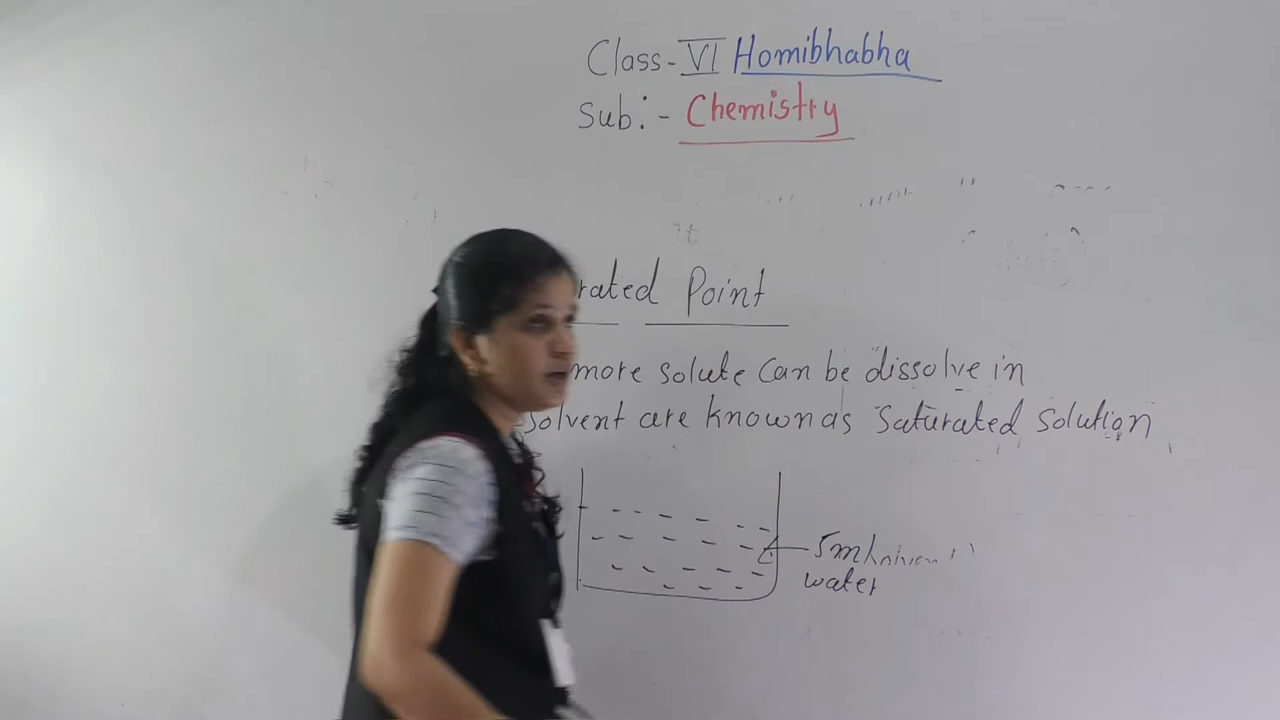 Class-VI Homibhabha
Sub:- Chemistry
rated Point
more solute can be dissolve in
solvent are known as saturated solution
5ml
water